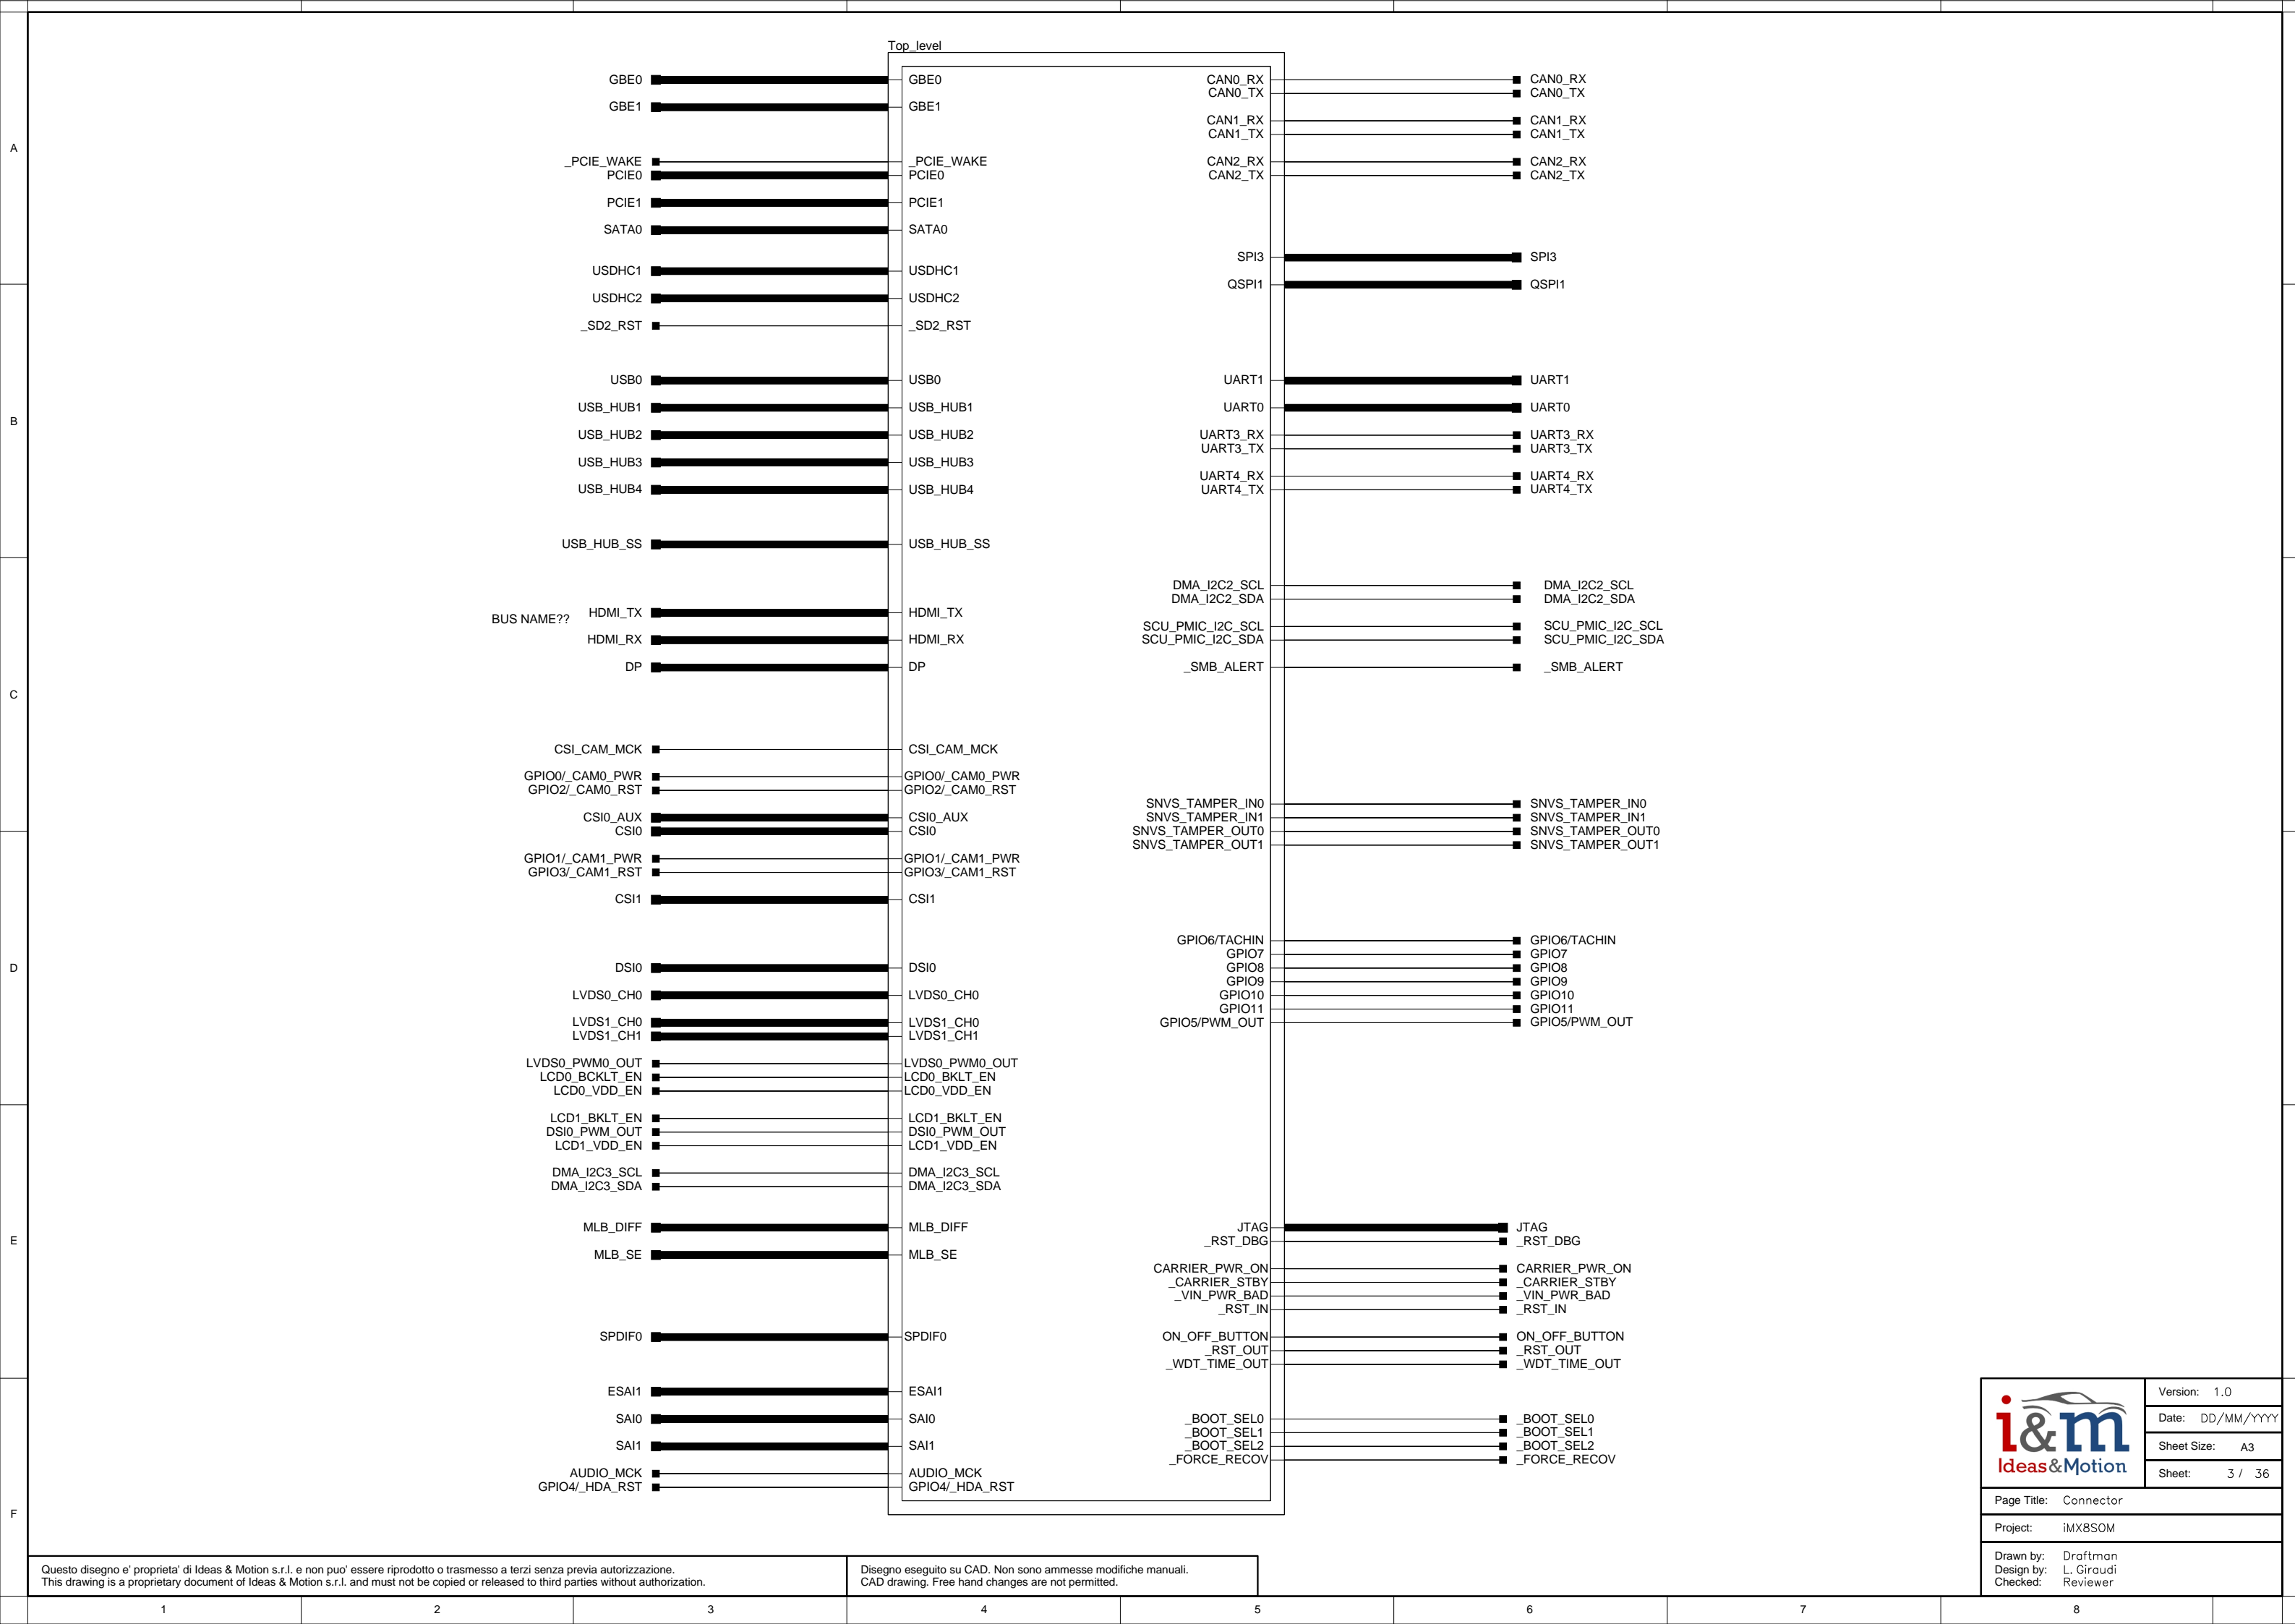 Top_level
GBE0
GBE1
_PCIE_WAKE
PCIE0
PCIE1
SATA0
USDHC1
USDHC2
_SD2_RST
USB0
USB_HUB1
USB_HUB2
USB_HUB3
USB_HUB4
USB_HUB_SS
BUS NAME??
HDMI_TX
HDMI_RX
DP
CSI_CAM_MCK
GPIO0/_CAM0_PWR
GPIO2/_CAM0_RST
CSI0_AUX
CSI0
GPIO1/_CAM1_PWR
GPIO3/_CAM1_RST
CSI1
DSI0
LVDS0_CH0
LVDS1_CH0
LVDS1_CH1
LVDS0_PWM0_OUT
LCD0_BCKLT_EN
LCD0_VDD_EN
LCD1_BKLT_EN
DSI0_PWM_OUT
LCD1_VDD_EN
DMA_I2C3_SCL
DMA_I2C3_SDA
MLB_DIFF
MLB_SE
SPDIF0
ESAI1
SAI0
SAI1
AUDIO_MCK
GPIO4/_HDA_RST
GBE0
GBE1
_PCIE_WAKE
PCIE0
PCIE1
SATA0
USDHC1
USDHC2
_SD2_RST
USB0
USB_HUB1
USB_HUB2
USB_HUB3
USB_HUB4
USB_HUB_SS
HDMI_TX
HDMI_RX
DP
CSI_CAM_MCK
GPIO0/_CAM0_PWR
GPIO2/_CAM0_RST
CSI0_AUX
CSI0
GPIO1/_CAM1_PWR
GPIO3/_CAM1_RST
CSI1
DSI0
LVDS0_CH0
LVDS1_CH0
LVDS1_CH1
LVDS0_PWM0_OUT
LCD0_BKLT_EN
LCD0_VDD_EN
LCD1_BKLT_EN
DSI0_PWM_OUT
LCD1_VDD_EN
DMA_I2C3_SCL
DMA_I2C3_SDA
MLB_DIFF
MLB_SE
SPDIF0
ESAI1
SAI0
SAI1
AUDIO_MCK
GPIO4/_HDA_RST
CAN0_RX
CAN0_TX
CAN1_RX
CAN1_TX
CAN2_RX
CAN2_TX
SPI3
QSPI1
UART1
UART0
UART3_RX
UART3_TX
UART4_RX
UART4_TX
DMA_I2C2_SCL
DMA_I2C2_SDA
SCU_PMIC_I2C_SCL
SCU_PMIC_I2C_SDA
_SMB_ALERT
SNVS_TAMPER_IN0
SNVS_TAMPER_IN1
SNVS_TAMPER_OUT0
SNVS_TAMPER_OUT1
GPIO6/TACHIN
GPIO7
GPIO8
GPIO9
GPIO10
GPIO11
GPIO5/PWM_OUT
JTAG
_RST_DBG
CARRIER_PWR_ON
_CARRIER_STBY
_VIN_PWR_BAD
_RST_IN
ON_OFF_BUTTON
_RST_OUT
_WDT_TIME_OUT
_BOOT_SEL0
_BOOT_SEL1
_BOOT_SEL2
_FORCE_RECOV
CAN0_RX
CAN0_TX
CAN1_RX
CAN1_TX
CAN2_RX
CAN2_TX
SPI3
QSPI1
UART1
UART0
UART3_RX
UART3_TX
UART4_RX
UART4_TX
DMA_I2C2_SCL
DMA_I2C2_SDA
SCU_PMIC_I2C_SCL
SCU_PMIC_I2C_SDA
_SMB_ALERT
SNVS_TAMPER_IN0
SNVS_TAMPER_IN1
SNVS_TAMPER_OUT0
SNVS_TAMPER_OUT1
GPIO6/TACHIN
GPIO7
GPIO8
GPIO9
GPIO10
GPIO11
GPIO5/PWM_OUT
JTAG
_RST_DBG
CARRIER_PWR_ON
_CARRIER_STBY
_VIN_PWR_BAD
_RST_IN
ON_OFF_BUTTON
_RST_OUT
_WDT_TIME_OUT
_BOOT_SEL0
_BOOT_SEL1
_BOOT_SEL2
_FORCE_RECOV
A
B
C
D
E
F
i&m
Ideas&Motion
Version: 1.0
Date: DD/MM/YYYY
Sheet Size: A3
Sheet: 3 / 36
Page Title: Connector
Project: iMX8SOM
Drawn by: Draftman
Design by: L. Giraudi
Checked: Reviewer
Questo disegno e' proprieta' di Ideas & Motion s.r.l. e non puo' essere riprodotto o trasmesso a terzi senza previa autorizzazione.
This drawing is a proprietary document of Ideas & Motion s.r.l. and must not be copied or released to third parties without authorization.
Disegno eseguito su CAD. Non sono ammesse modifiche manuali.
CAD drawing. Free hand changes are not permitted.
1 2 3 4 5 6 7 8